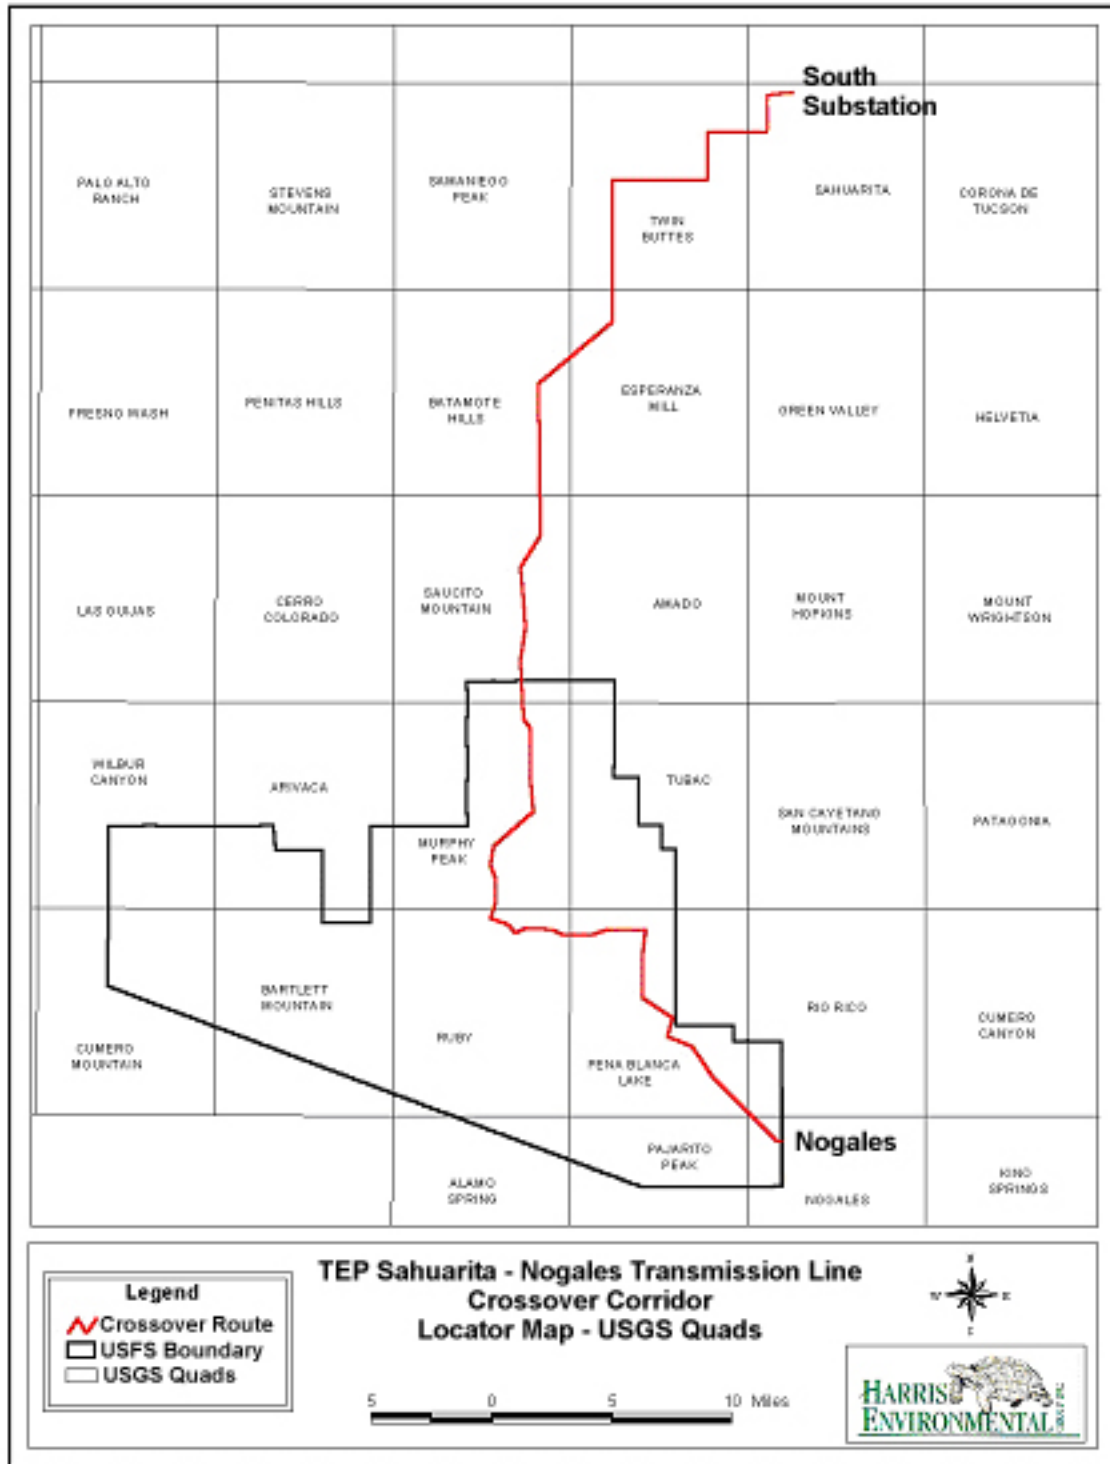 South
Substation
PALO ALTO
RANCH
STEVENS
MOUNTAIN
SAMANIEGO
PEAK
TWIN
BUTTES
SAHUARITA
CORONA DE
TUCSON
FRESNO WASH
PENITAS HILLS
BATAMOTE
HILLS
ESPERANZA
MILL
GREEN VALLEY
HELVETIA
LAS GUIJAS
CERRO
COLORADO
SAUCITO
MOUNTAIN
AMADO
MOUNT
HOPKINS
MOUNT
WRIGHTSON
WILBUR
CANYON
ARIVACA
MURPHY
PEAK
TUBAC
SAN CAYETANO
MOUNTAINS
PATAGONIA
CUMERO
MOUNTAIN
BARTLETT
MOUNTAIN
RUBY
PENA BLANCA
LAKE
RIO RICO
CUMERO
CANYON
Nogales
ALAMO
SPRING
PAJARITO
PEAK
NOGALES
KINO
SPRINGS
Legend
Crossover Route
USFS Boundary
USGS Quads
TEP Sahuarita - Nogales Transmission Line
Crossover Corridor
Locator Map - USGS Quads
5 0 5 10 Miles
N
W E
S
HARRIS
ENVIRONMENTAL